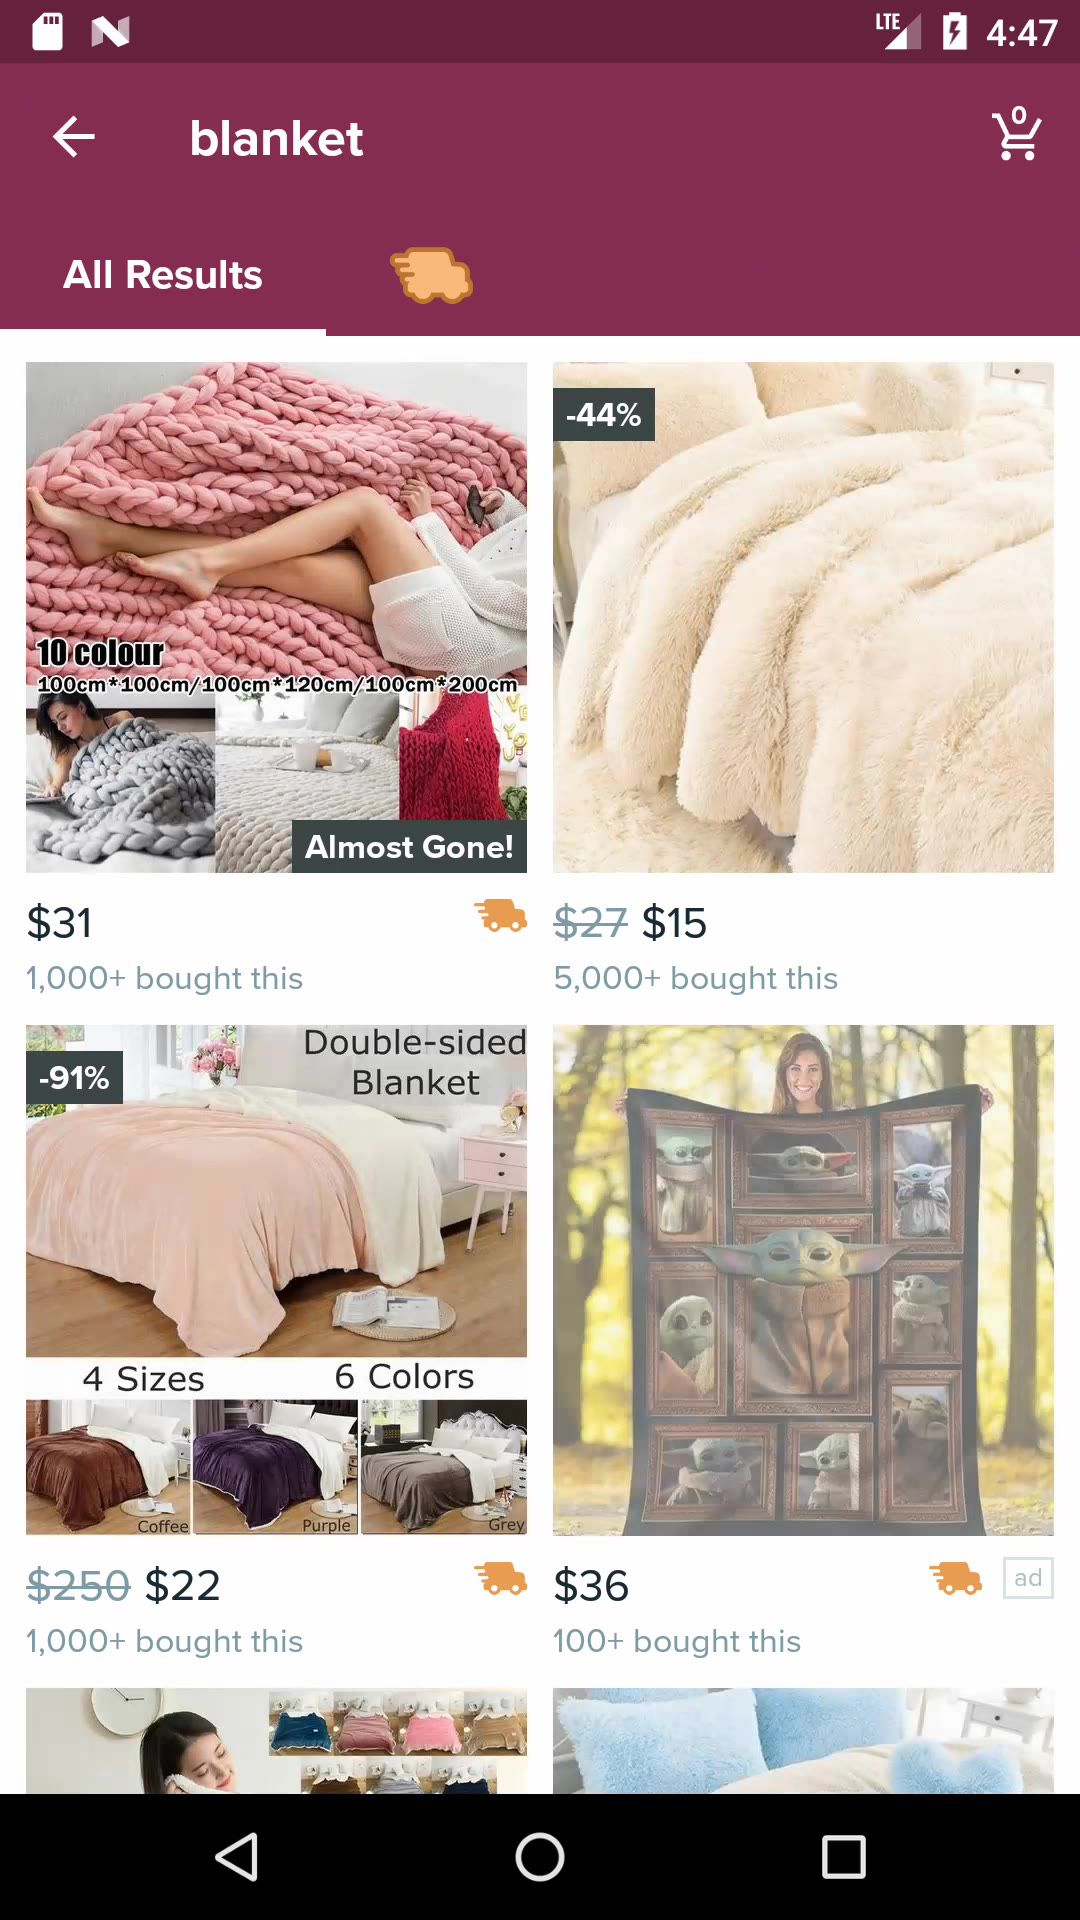 LTE 4:47
blanket
0
All Results
10 colour
100cm*100cm/100cm*120cm/100cm*200cm
Almost Gone!
-44%
$31
1,000+ bought this
$27 $15
5,000+ bought this
-91%
Double-sided
Blanket
4 Sizes 6 Colors
Coffee Purple Grey
$250 $22
1,000+ bought this
$36 ad
100+ bought this